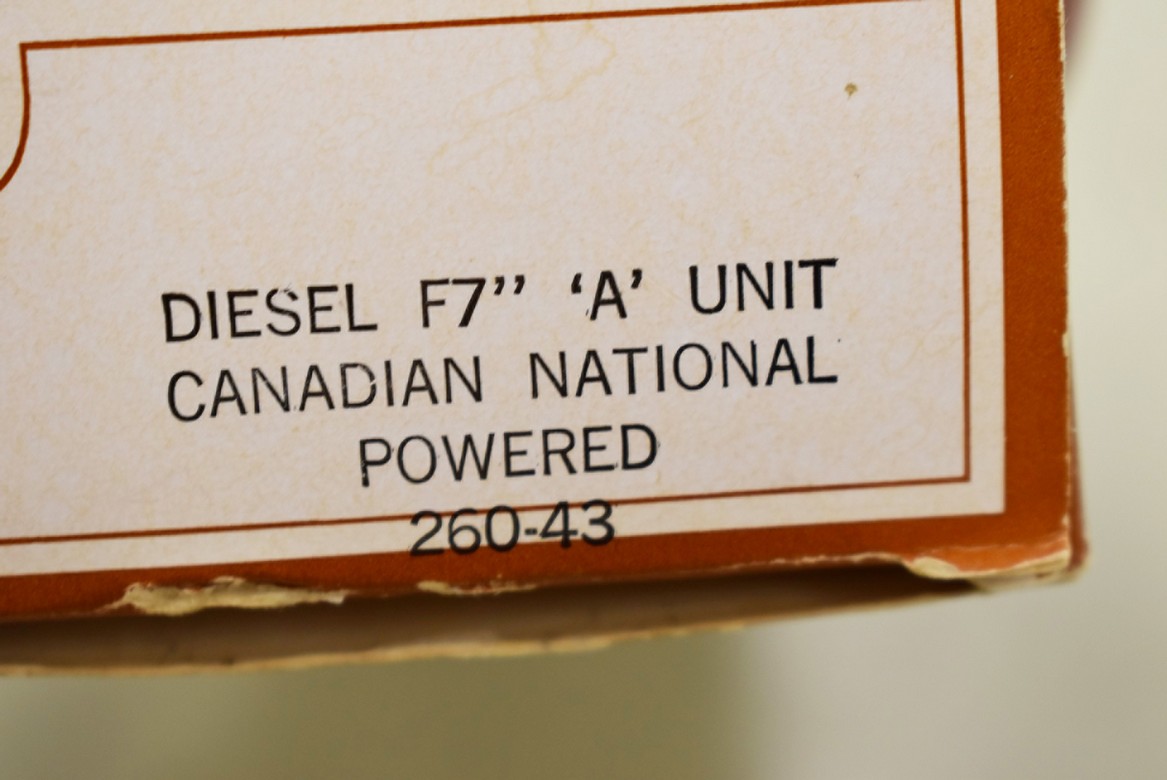 DIESEL F7” ‘A’ UNIT
CANADIAN NATIONAL
POWERED
260-43